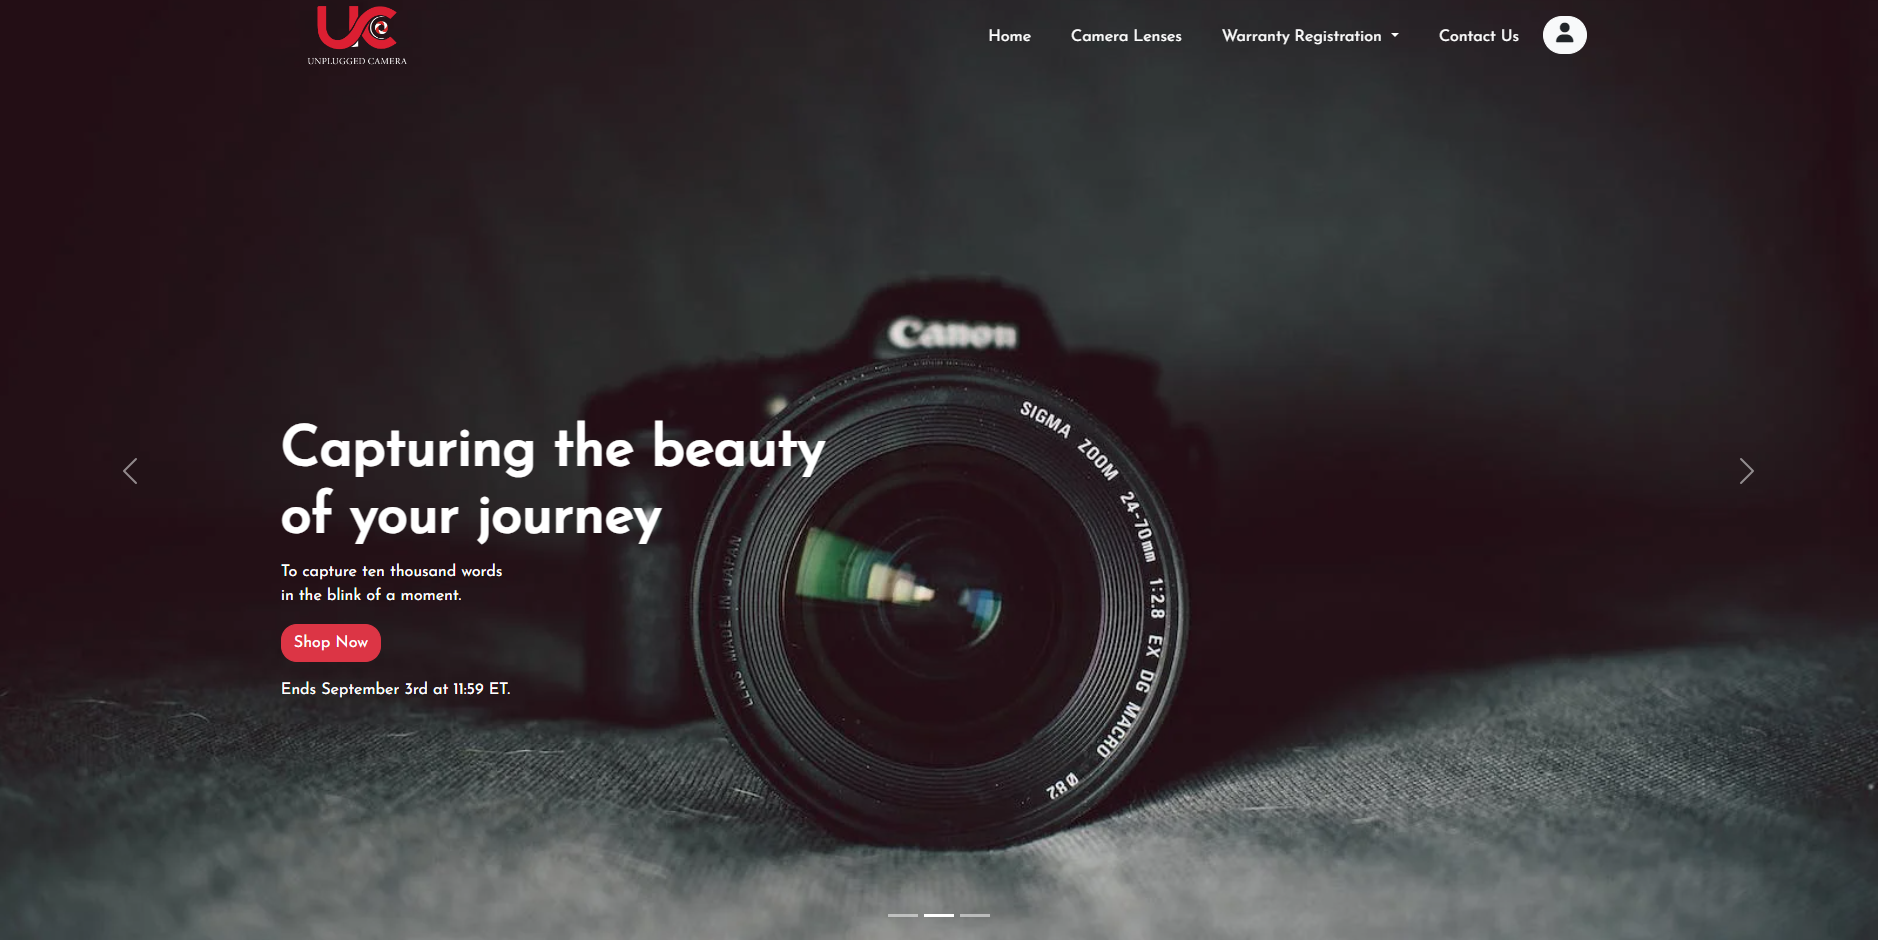 UC
UNPLUGGED CAMERA
Home
Camera Lenses
Warranty Registration
Contact Us
Canon
SIGMA ZOOM 24-70mm 1:2.8 EX DG MACRO Ø82
LENS MADE IN JAPAN
Capturing the beauty
of your journey
To capture ten thousand words
in the blink of a moment.
Shop Now
Ends September 3rd at 11:59 ET.